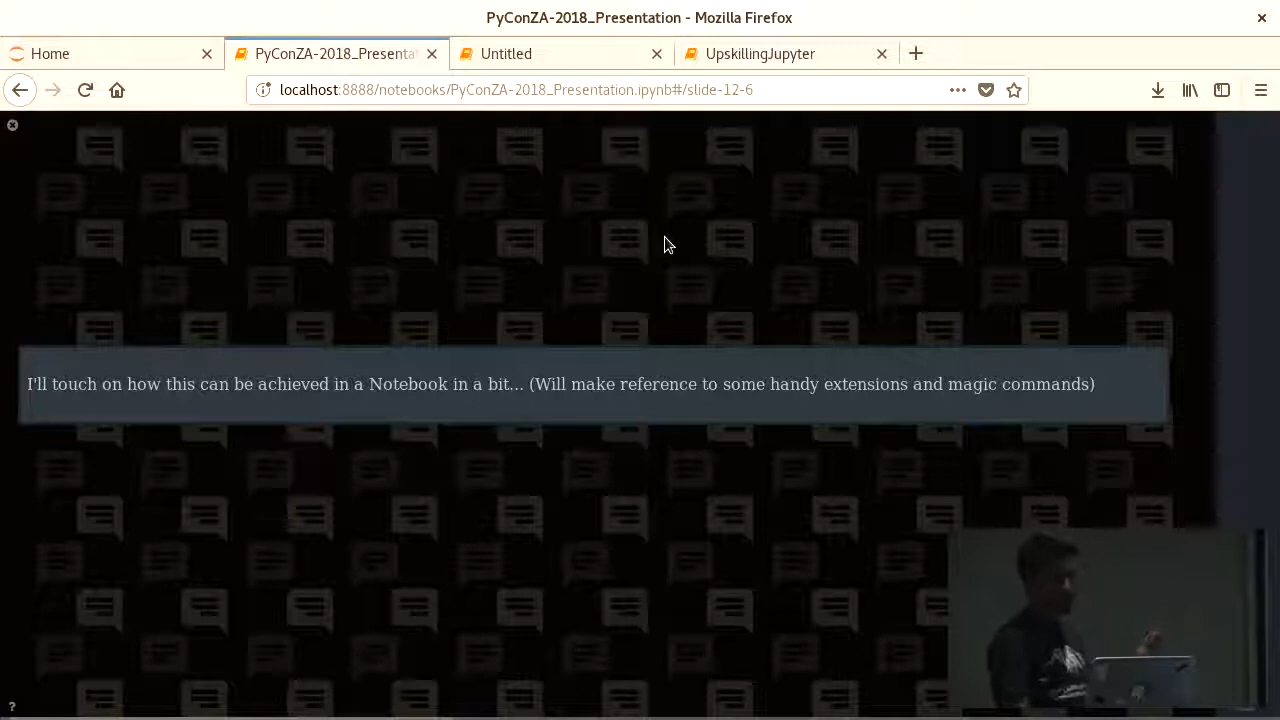 PyConZA-2018_Presentation - Mozilla Firefox
Home
PyConZA-2018_Presentat
Untitled
UpskillingJupyter
localhost:8888/notebooks/PyConZA-2018_Presentation.ipynb#/slide-12-6
I'll touch on how this can be achieved in a Notebook in a bit... (Will make reference to some handy extensions and magic commands)
?